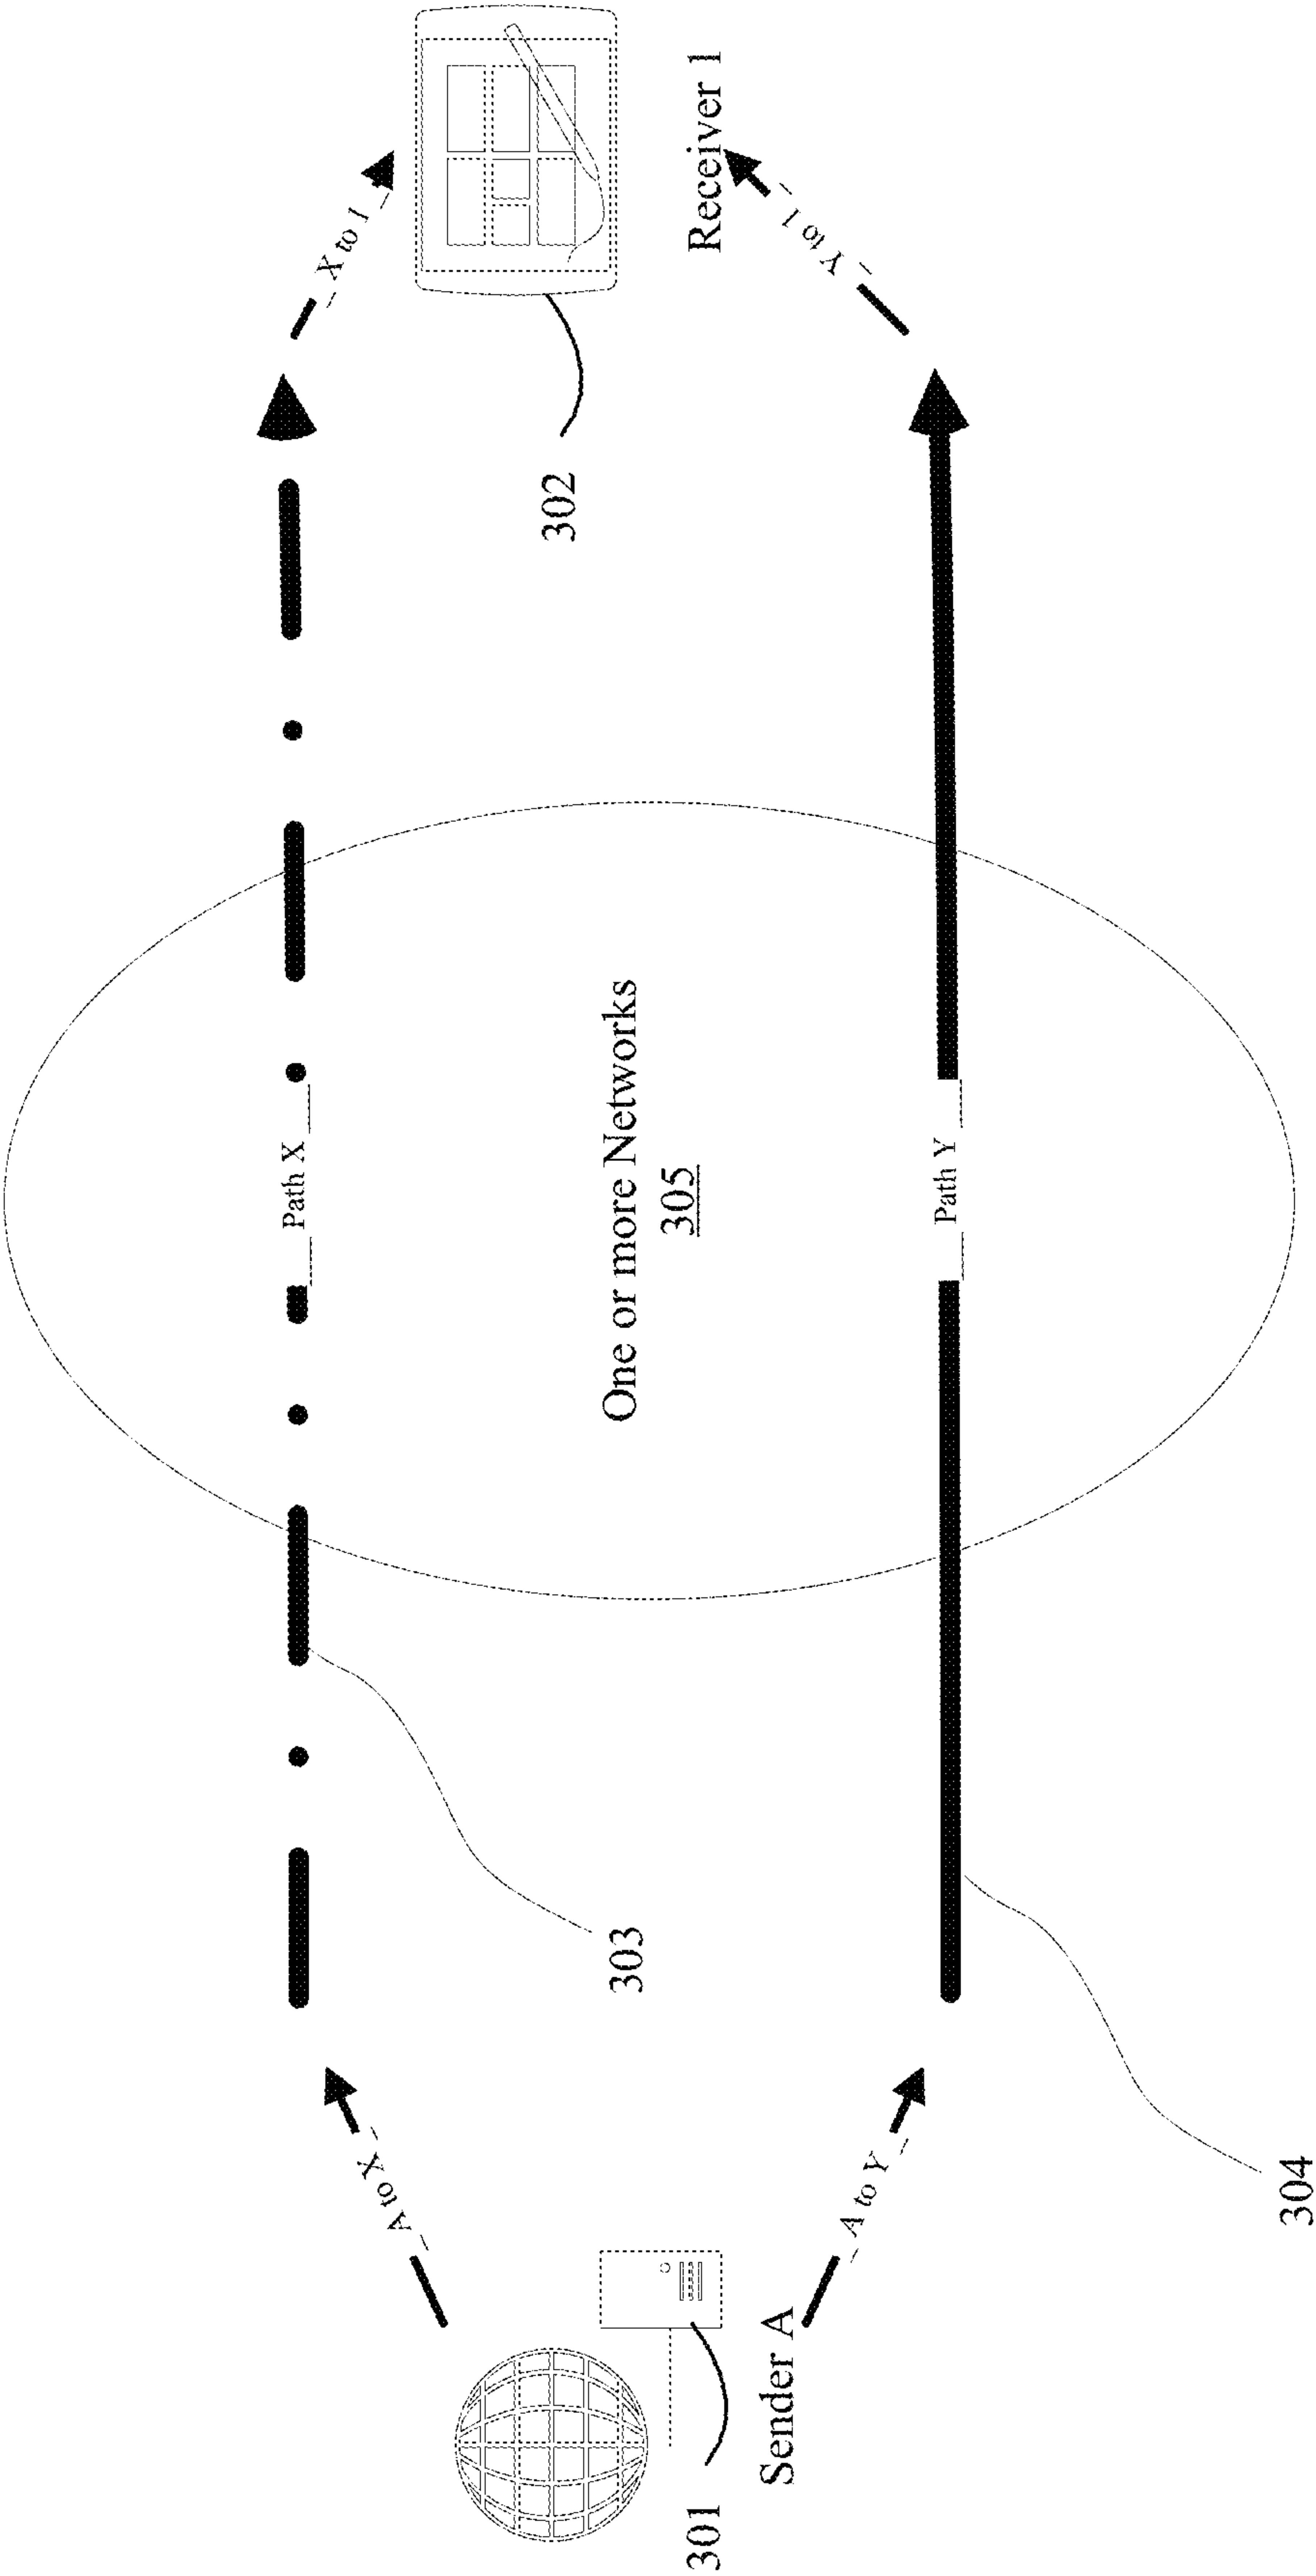 A to X
Path X
X to 1
303
302
One or more Networks
305
301
Sender A
Receiver 1
A to Y
Path Y
Y to 1
304